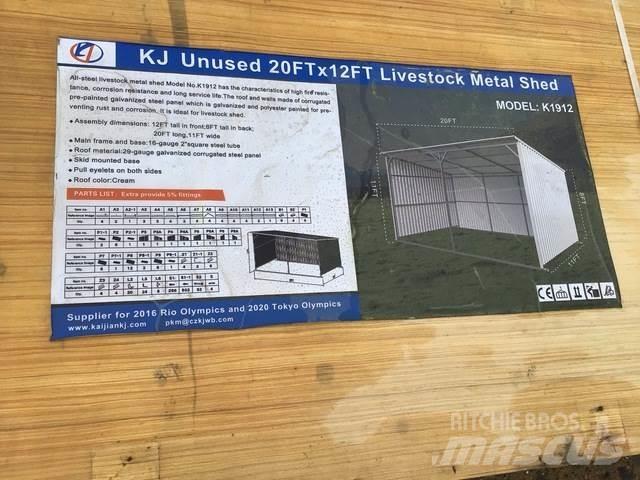 KJ Unused 20FTx12FT Livestock Metal Shed
All-steel livestock metal shed Model No.K1912 has the characteristics of high fire resis-
tance, corrosion resistance and long service life. The roof and walls made of corrugated
pre-painted galvanized steel panel which is galvanized and polyester painted for pre-
venting rust and corrosion, it is ideal for livestock shed.
• Assembly dimensions: 12FT tall in front;8FT tall in back;
20FT long,11FT wide
• Main frame and base:16-gauge 2"square steel tube
• Roof material:29-gauge galvanized corrugated steel panel
• Skid mounted base
• Pull eyelets on both sides
• Roof color:Cream
PARTS LIST: Extra provide 5% fittings
MODEL: K1912
20FT
11FT
CE
Supplier for 2016 Rio Olympics and 2020 Tokyo Olympics
www.kaijiankj.com pkm@czkjwb.com
RITCHIE BROS
MASCUS